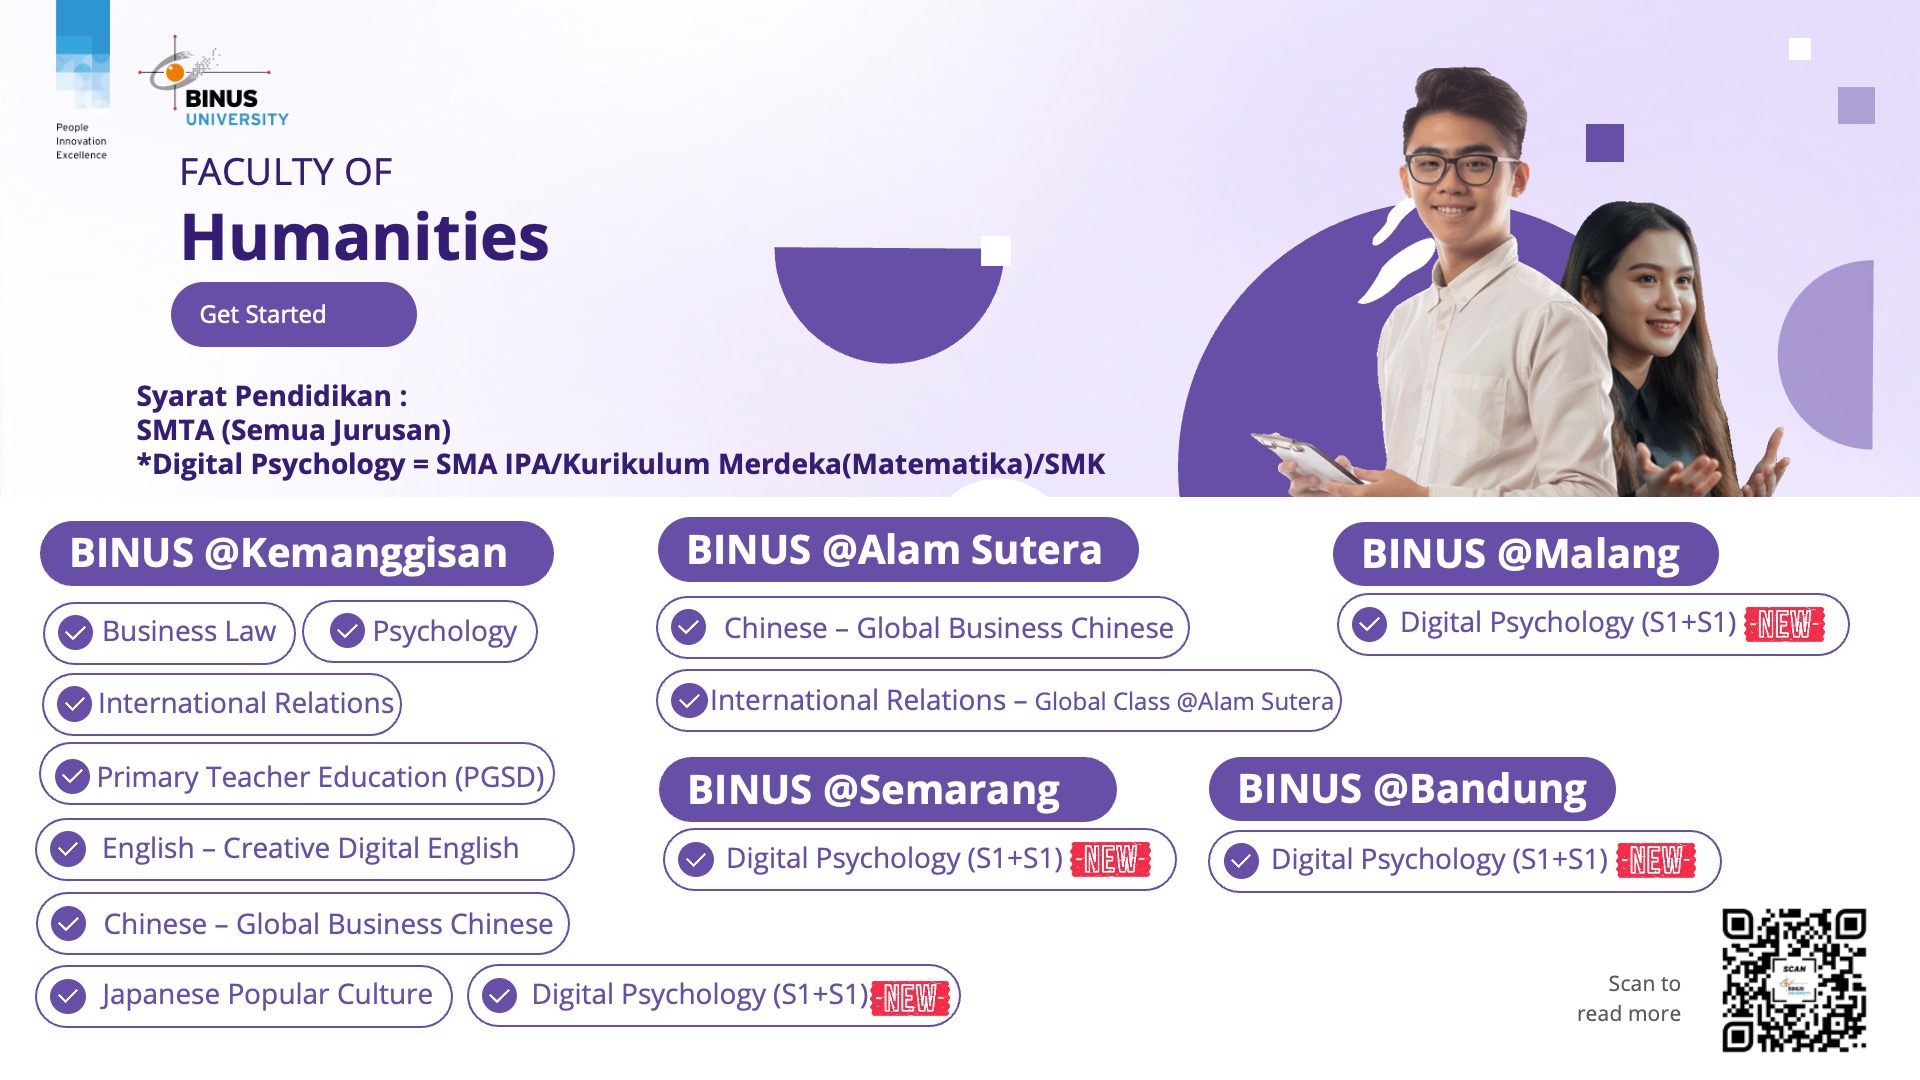 People
Innovation
Excellence
BINUS
UNIVERSITY
FACULTY OF
Humanities
Get Started
Syarat Pendidikan :
SMTA (Semua Jurusan)
*Digital Psychology = SMA IPA/Kurikulum Merdeka(Matematika)/SMK
BINUS @Kemanggisan
Business Law
Psychology
International Relations
Primary Teacher Education (PGSD)
English – Creative Digital English
Chinese – Global Business Chinese
Japanese Popular Culture
Digital Psychology (S1+S1) NEW
BINUS @Alam Sutera
Chinese – Global Business Chinese
International Relations – Global Class @Alam Sutera
BINUS @Malang
Digital Psychology (S1+S1) NEW
BINUS @Semarang
Digital Psychology (S1+S1) NEW
BINUS @Bandung
Digital Psychology (S1+S1) NEW
Scan to
read more
SCAN
BINUS
UNIVERSITY